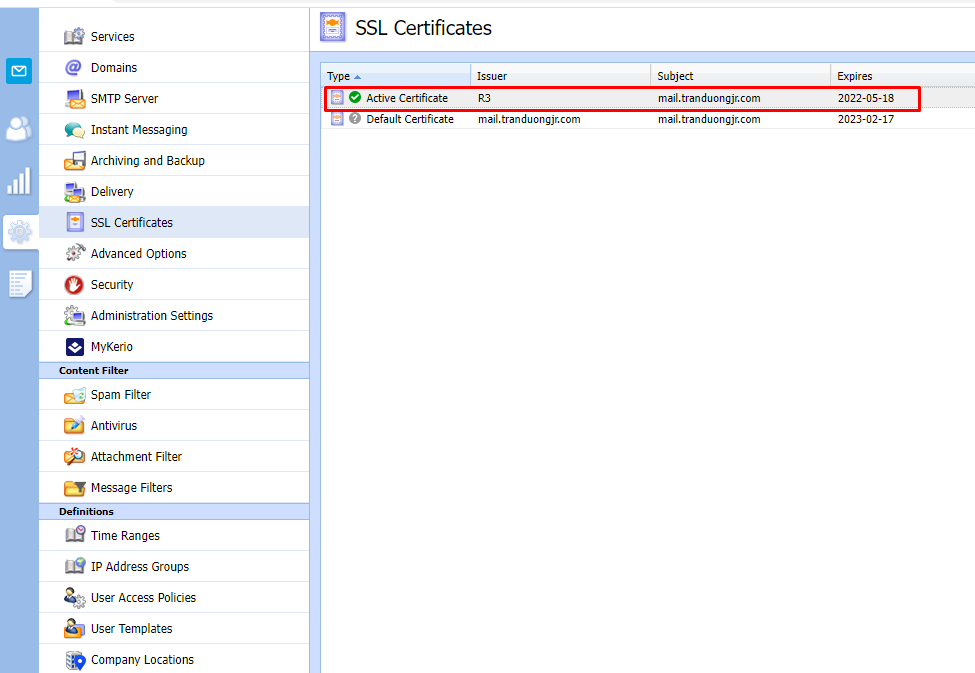 SSL Certificates
Services
Domains
SMTP Server
Instant Messaging
Archiving and Backup
Delivery
SSL Certificates
Advanced Options
Security
Administration Settings
MyKerio
Content Filter
Spam Filter
Antivirus
Attachment Filter
Message Filters
Definitions
Time Ranges
IP Address Groups
User Access Policies
User Templates
Company Locations
Type Issuer Subject Expires
Active Certificate R3 mail.tranduongjr.com 2022-05-18
Default Certificate mail.tranduongjr.com mail.tranduongjr.com 2023-02-17